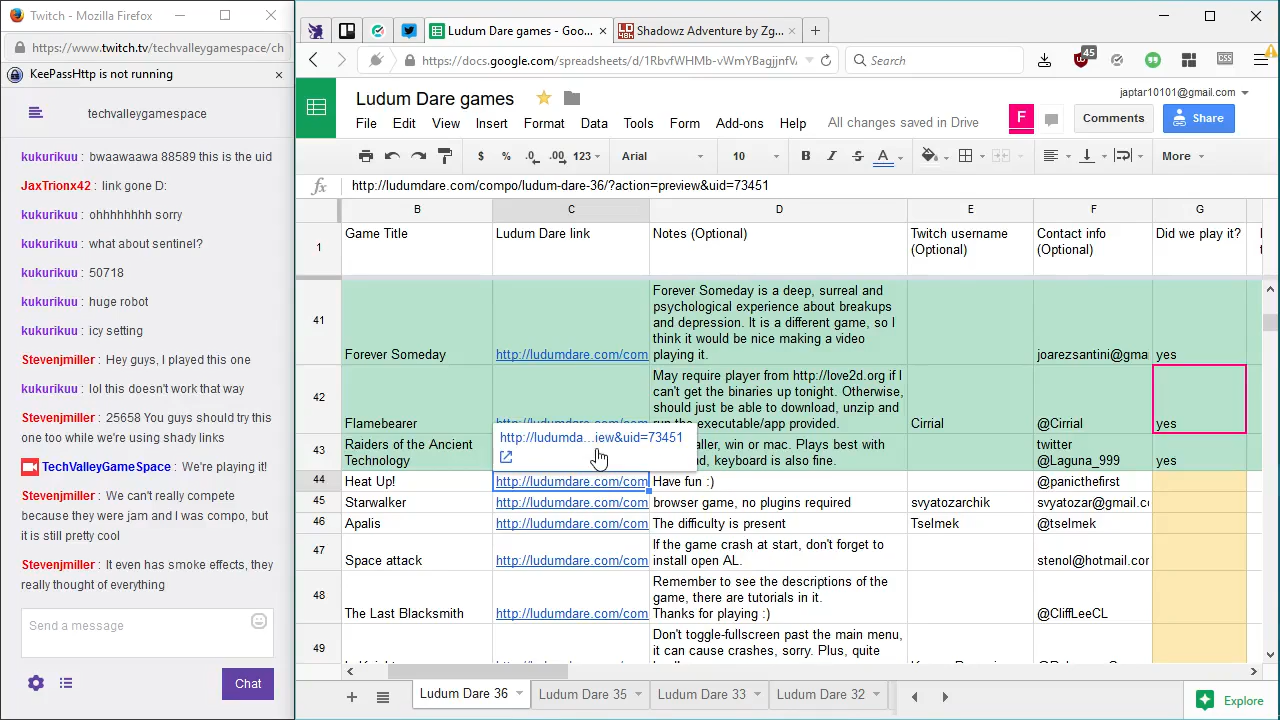 Twitch - Mozilla Firefox
https://www.twitch.tv/techvalleygamespace/ch
KeePassHttp is not running
techvalleygamespace
kukurikuu : bwaawaawa 88589 this is the uid
JaxTrionx42 : link gone D:
kukurikuu : ohhhhhhhh sorry
kukurikuu : what about sentinel?
kukurikuu : 50718
kukurikuu : huge robot
kukurikuu : icy setting
Stevenjmiller : Hey guys, I played this one
kukurikuu : lol this doesn't work that way
Stevenjmiller : 25658 You guys should try this
one too while we're using shady links
TechValleyGameSpace : We're playing it!
Stevenjmiller : We can't really compete
because they were jam and I was compo, but
it is still pretty cool
Stevenjmiller : It even has smoke effects, they
really thought of everything
Send a message
Chat
Ludum Dare games - Goo...
Shadowz Adventure by Zg...
https://docs.google.com/spreadsheets/d/1RbvfWHMb-vWmYBagjjnfV
Search
45
CSS
Ludum Dare games
japtar10101@gmail.com
File Edit View Insert Format Data Tools Form Add-ons Help All changes saved in Drive
F
Comments
Share
$ % .0 .00 123
Arial
10
B I S A
More
fx http://ludumdare.com/compo/ludum-dare-36/?action=preview&uid=73451
B C D E F G
1 Game Title Ludum Dare link Notes (Optional) Twitch username (Optional) Contact info (Optional) Did we play it?
41 Forever Someday http://ludumdare.com/com Forever Someday is a deep, surreal and
psychological experience about breakups
and depression. It is a different game, so I
think it would be nice making a video
playing it. joarezsantini@gma yes
42 Flamebearer May require player from http://love2d.org if I
can't get the binaries up tonight. Otherwise,
should just be able to download, unzip and
run the executable/app provided. Cirrial @Cirrial yes
http://ludumda...iew&uid=73451
43 Raiders of the Ancient
Technology win or mac. Plays best with
keyboard is also fine. twitter
@Laguna_999 yes
44 Heat Up! http://ludumdare.com/com Have fun :) @panicthefirst
45 Starwalker http://ludumdare.com/com browser game, no plugins required svyatozarchik svyatozar@gmail.c
46 Apalis http://ludumdare.com/com The difficulty is present Tselmek @tselmek
47 Space attack http://ludumdare.com/com If the game crash at start, don't forget to
install open AL. stenol@hotmail.com
48 The Last Blacksmith http://ludumdare.com/com Remember to see the descriptions of the
game, there are tutorials in it.
Thanks for playing :) @CliffLeeCL
49 Don't toggle-fullscreen past the main menu,
it can cause crashes, sorry. Plus, quite
Ludum Dare 36 Ludum Dare 35 Ludum Dare 33 Ludum Dare 32
Explore